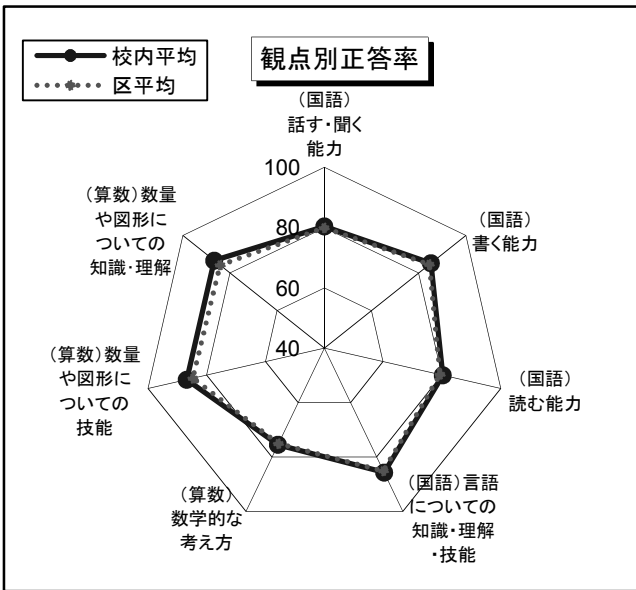 校内平均
区平均
観点別正答率
（国語）
話す・聞く
能力
100
80
60
40
（国語）
書く能力
（国語）
読む能力
（国語）言語
についての
知識・理解
・技能
（算数）
数学的な
考え方
（算数）数量
や図形に
ついての
技能
（算数）数量
や図形に
ついての
知識・理解